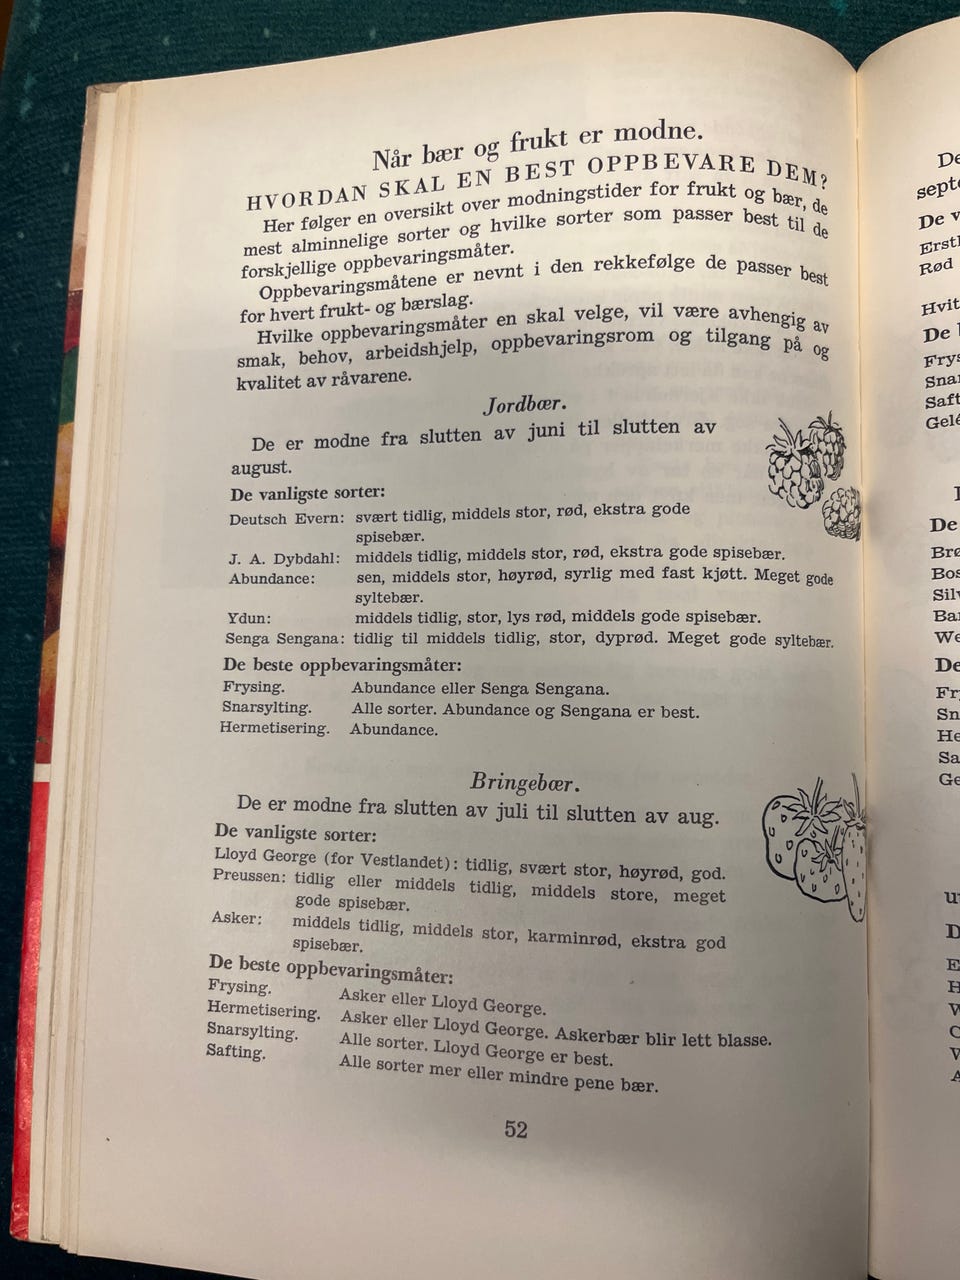 Når bær og frukt er modne.
HVORDAN SKAL EN BEST OPPBEVARE DEM?
Her følger en oversikt over modningstider for frukt og bær, de
mest alminnelige sorter og hvilke sorter som passer best til de
forskjellige oppbevaringsmåter.
Oppbevaringsmåtene er nevnt i den rekkefølge de passer best
for hvert frukt- og bærslag.
Hvilke oppbevaringsmåter en skal velge, vil være avhengig av
smak, behov, arbeidshjelp, oppbevaringsrom og tilgang på og
kvalitet av råvarene.
Jordbær.
De er modne fra slutten av juni til slutten av
august.
De vanligste sorter:
Deutsch Evern: svært tidlig, middels stor, rød, ekstra gode
spisebær.
J. A. Dybdahl: middels tidlig, middels stor, rød, ekstra gode spisebær.
Abundance: sen, middels stor, høyrød, syrlig med fast kjøtt. Meget gode
syltebær.
Ydun: middels tidlig, stor, lys rød, middels gode spisebær.
Senga Sengana: tidlig til middels tidlig, stor, dyprød. Meget gode syltebær.
De beste oppbevaringsmåter:
Frysing. Abundance eller Senga Sengana.
Snarsylting. Alle sorter. Abundance og Sengana er best.
Hermetisering. Abundance.
Bringebær.
De er modne fra slutten av juli til slutten av aug.
De vanligste sorter:
Lloyd George (for Vestlandet): tidlig, svært stor, høyrød, god.
Preussen: tidlig eller middels tidlig, middels store, meget
gode spisebær.
Asker: middels tidlig, middels stor, karminrød, ekstra god
spisebær.
De beste oppbevaringsmåter:
Frysing. Asker eller Lloyd George.
Hermetisering. Asker eller Lloyd George. Askerbær blir lett blasse.
Snarsylting. Alle sorter. Lloyd George er best.
Safting. Alle sorter mer eller mindre pene bær.
52
De
septe
De v
Erstl
Rød
Hvit
De
Frys
Snar
Saft
Gelé
De
Brø
Bos
Silv
Bar
We
De
Fry
Sn
He
Sa
Ge